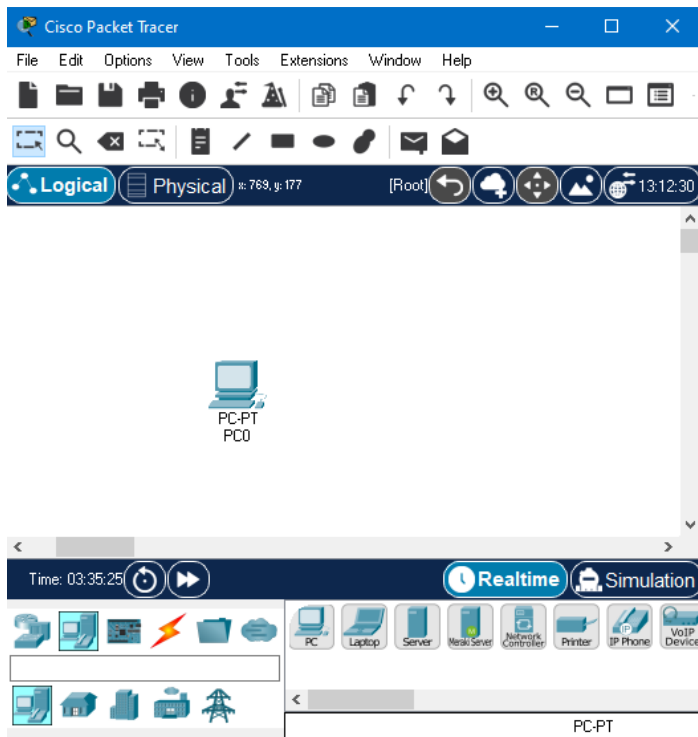 Cisco Packet Tracer
File Edit Options View Tools Extensions Window Help
Logical Physical x: 769, y: 177 [Root] 13:12:30
PC-PT
PC0
Time: 03:35:25 Realtime Simulation
PC Laptop Server Meraki Server Network Controller Printer IP Phone VoIP Device
PC-PT